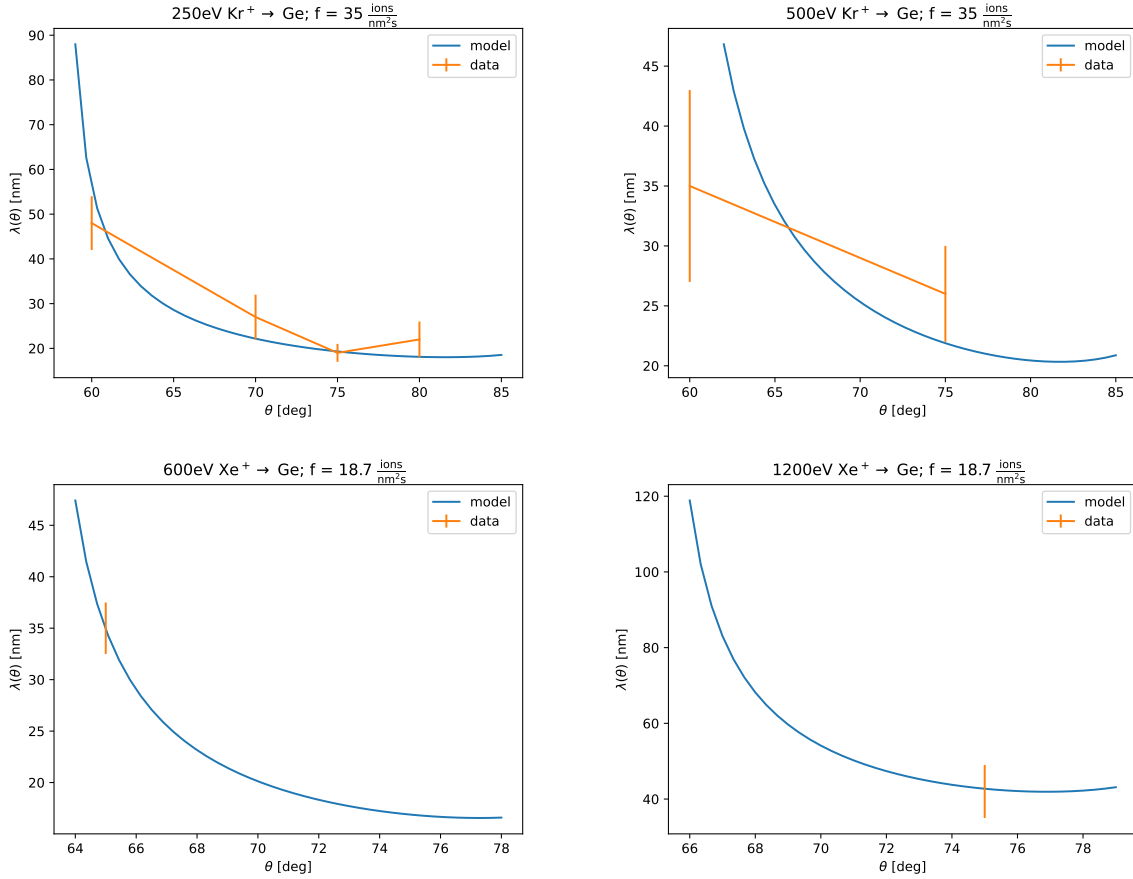 250eV Kr⁺ → Ge; f = 35 ions/nm²s
model
data
90
80
70
60
50
40
30
20
λ(θ) [nm]
60 65 70 75 80 85
θ [deg]
500eV Kr⁺ → Ge; f = 35 ions/nm²s
model
data
45
40
35
30
25
20
λ(θ) [nm]
60 65 70 75 80 85
θ [deg]
600eV Xe⁺ → Ge; f = 18.7 ions/nm²s
model
data
45
40
35
30
25
20
λ(θ) [nm]
64 66 68 70 72 74 76 78
θ [deg]
1200eV Xe⁺ → Ge; f = 18.7 ions/nm²s
model
data
120
100
80
60
40
λ(θ) [nm]
66 68 70 72 74 76 78
θ [deg]